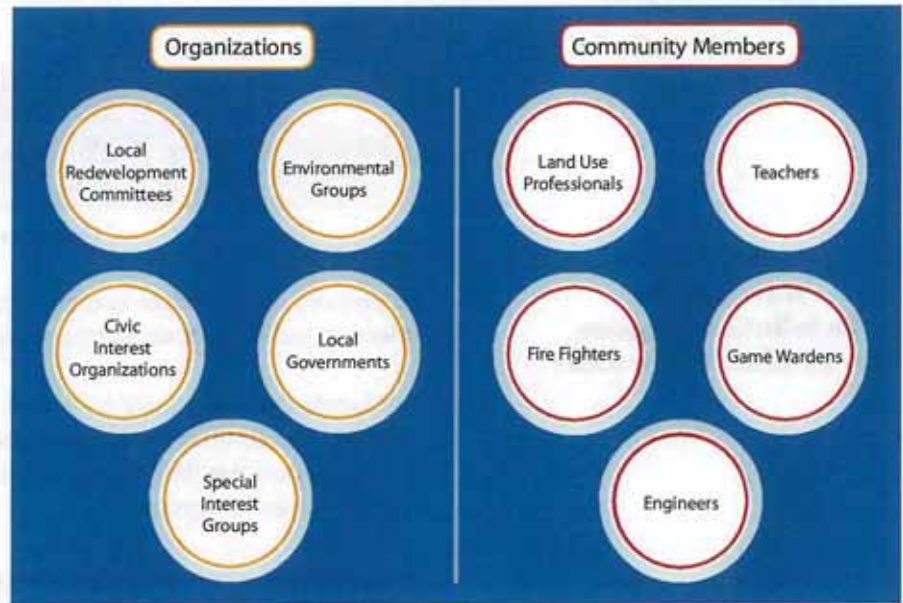 Organizations
Local
Redevelopment
Committees
Environmental
Groups
Civic
Interest
Organizations
Local
Governments
Special
Interest
Groups
Community Members
Land Use
Professionals
Teachers
Fire Fighters
Game Wardens
Engineers